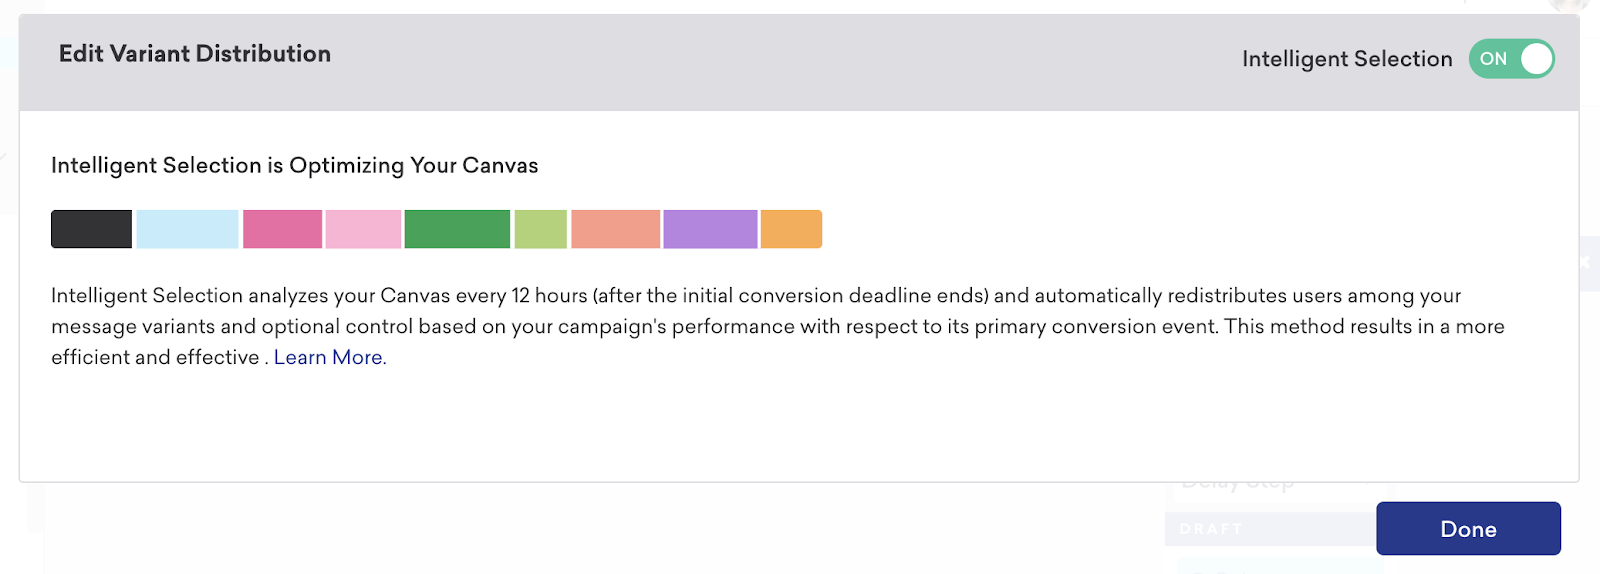 Edit Variant Distribution
Intelligent Selection ON
Intelligent Selection is Optimizing Your Canvas
Intelligent Selection analyzes your Canvas every 12 hours (after the initial conversion deadline ends) and automatically redistributes users among your
message variants and optional control based on your campaign's performance with respect to its primary conversion event. This method results in a more
efficient and effective . Learn More.
Delay Step
DRAFT
Done